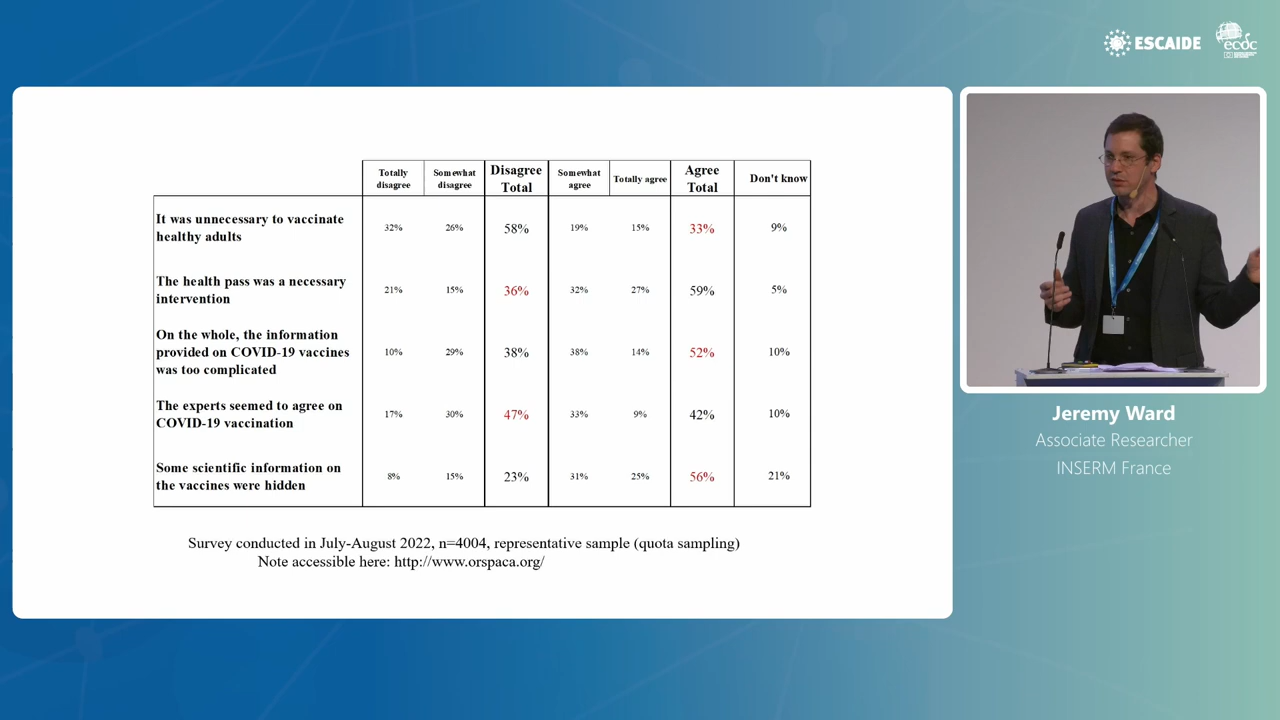 ESCAIDE
ecdc
Totally
disagree
Somewhat
disagree
Disagree
Total
Somewhat
agree
Totally agree
Agree
Total
Don't know
It was unnecessary to vaccinate
healthy adults
32%
26%
58%
19%
15%
33%
9%
The health pass was a necessary
intervention
21%
15%
36%
32%
27%
59%
5%
On the whole, the information
provided on COVID-19 vaccines
was too complicated
10%
29%
38%
38%
14%
52%
10%
The experts seemed to agree on
COVID-19 vaccination
17%
30%
47%
33%
9%
42%
10%
Some scientific information on
the vaccines were hidden
8%
15%
23%
31%
25%
56%
21%
Survey conducted in July-August 2022, n=4004, representative sample (quota sampling)
Note accessible here: http://www.orspaca.org/
Jeremy Ward
Associate Researcher
INSERM France